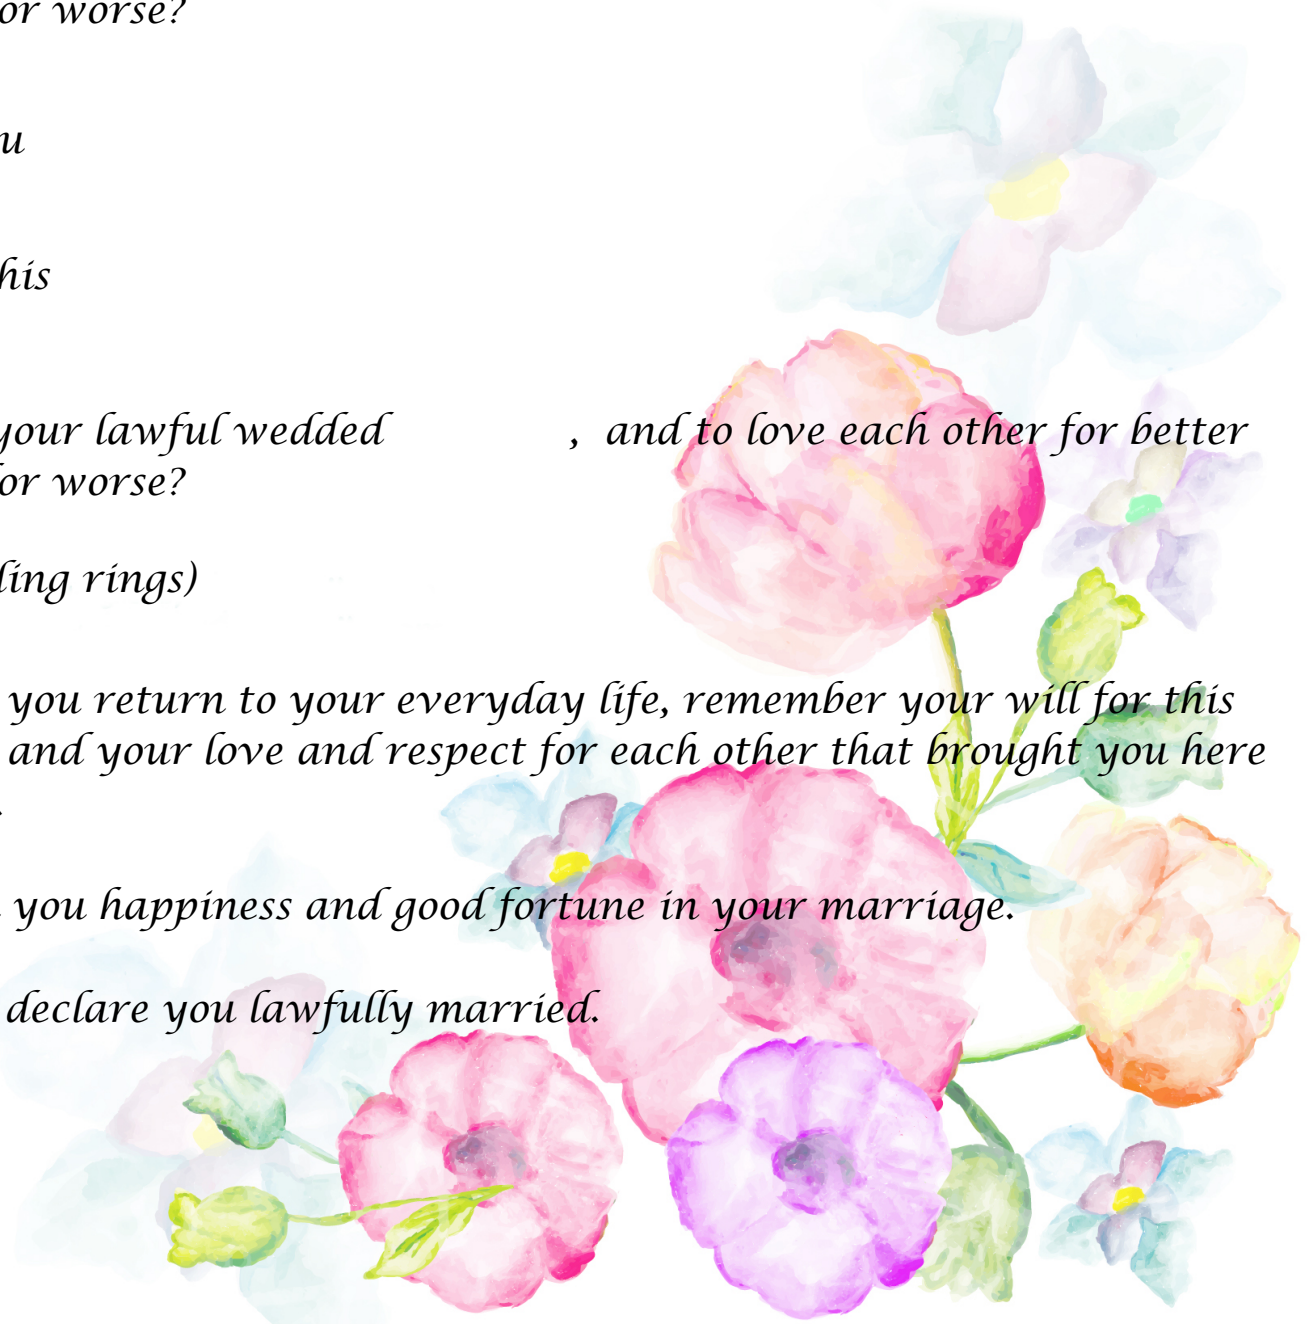 or worse?
u
his
your lawful wedded , and to love each other for better
or worse?
ling rings)
you return to your everyday life, remember your will for this
and your love and respect for each other that brought you here
.
you happiness and good fortune in your marriage.
declare you lawfully married.